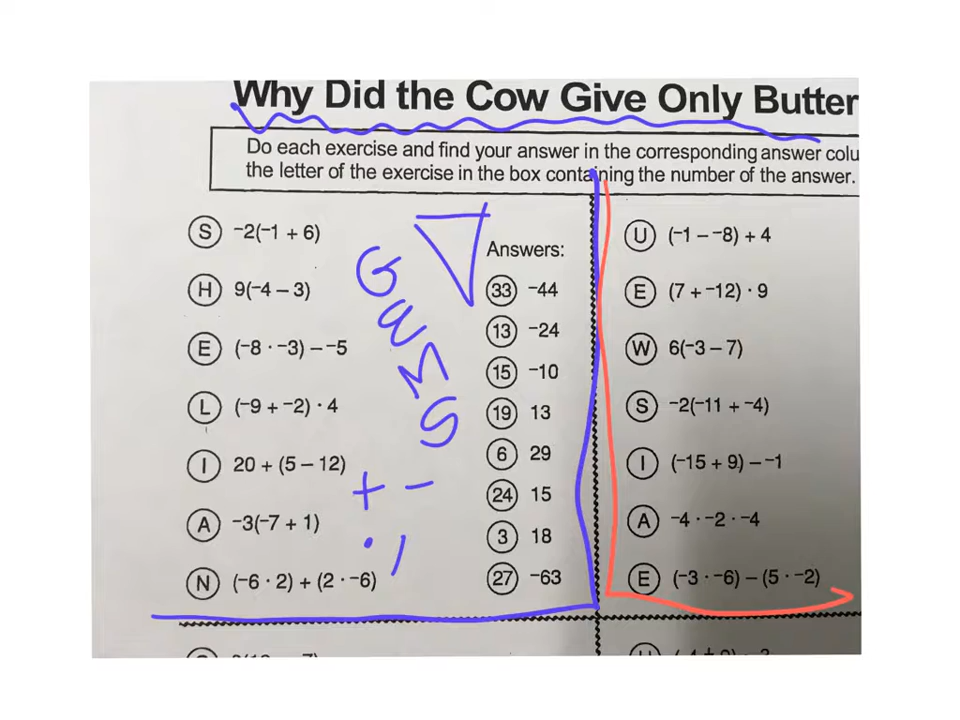 Why Did the Cow Give Only Butter
Do each exercise and find your answer in the corresponding answer colu
the letter of the exercise in the box containing the number of the answer.
S ⁻2(⁻1 + 6)
H 9(⁻4 – 3)
E (⁻8 · ⁻3) – ⁻5
L (⁻9 + ⁻2) · 4
I 20 + (5 – 12)
A ⁻3(⁻7 + 1)
N (⁻6 · 2) + (2 · ⁻6)
G
E
M
S
+ –
· /
Answers:
33 ⁻44
13 ⁻24
15 ⁻10
19 13
6 29
24 15
3 18
27 ⁻63
U (⁻1 – ⁻8) + 4
E (7 + ⁻12) · 9
W 6(⁻3 – 7)
S ⁻2(⁻11 + ⁻4)
I (⁻15 + 9) – ⁻1
A ⁻4 · ⁻2 · ⁻4
E (⁻3 · ⁻6) – (5 · ⁻2)